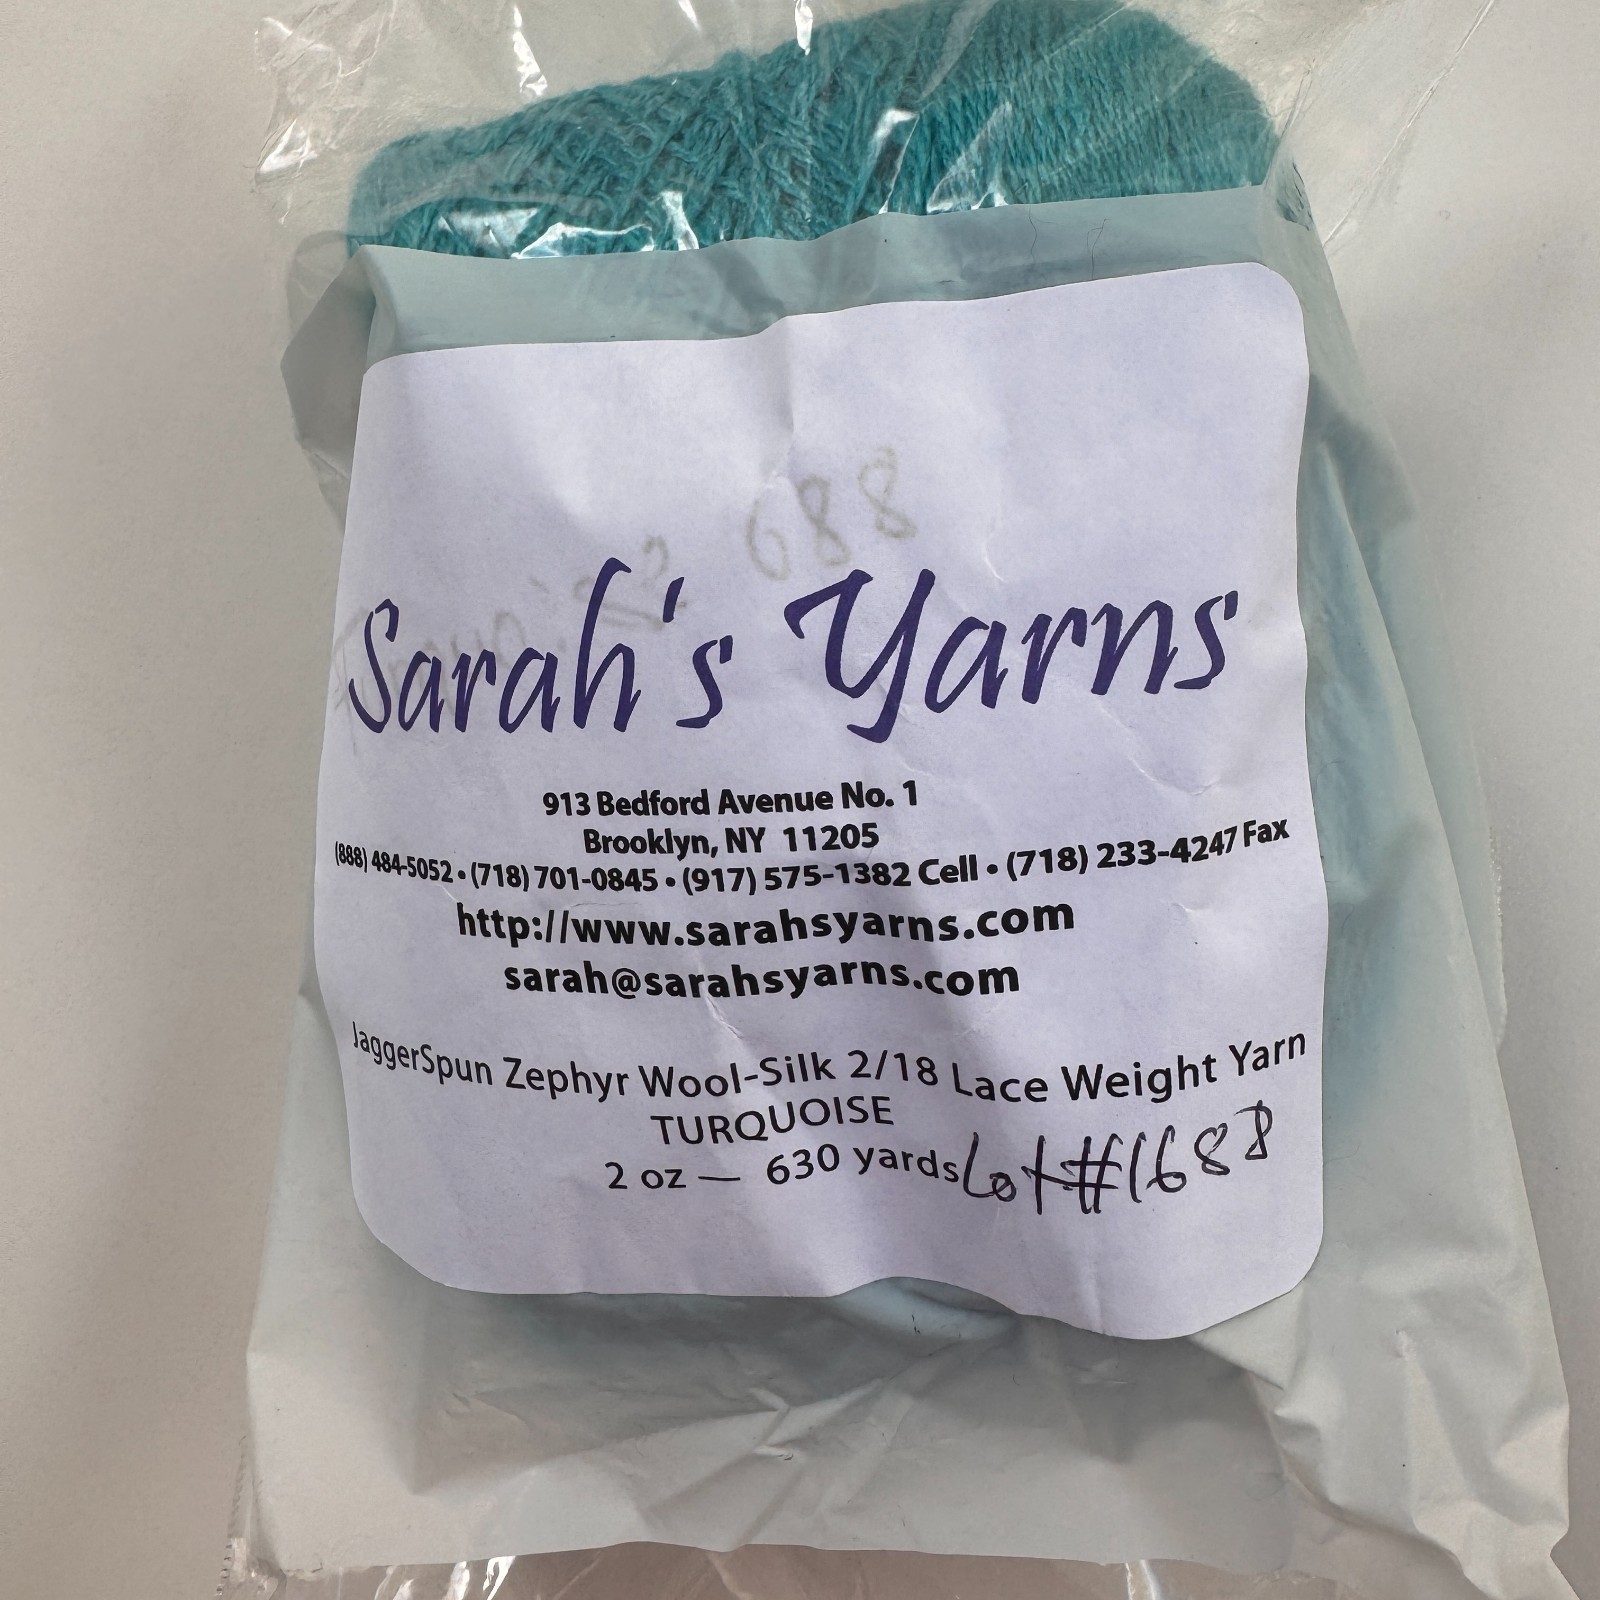 688
Sarah's Yarns
913 Bedford Avenue No. 1
Brooklyn, NY 11205
(888) 484-5052 • (718) 701-0845 • (917) 575-1382 Cell • (718) 233-4247 Fax
http://www.sarahsyarns.com
sarah@sarahsyarns.com
JaggerSpun Zephyr Wool-Silk 2/18 Lace Weight Yarn
TURQUOISE
2 oz — 630 yards Lot#1688